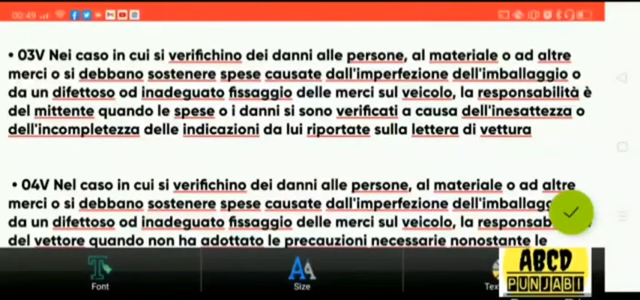 00:49
• 03V Nei caso in cui si verifichino dei danni alle persone, al materiale o ad altre
merci o si debbano sostenere spese causate dall'imperfezione dell'imballaggio o
da un difettoso od inadeguato fissaggio delle merci sul veicolo, la responsabilità è
del mittente quando le spese o i danni si sono verificati a causa dell'inesattezza o
dell'incompletezza delle indicazioni da lui riportate sulla lettera di vettura
• 04V Nel caso in cui si verifichino dei danni alle persone, al materiale o ad altre
merci o si debbano sostenere spese causate dall'imperfezione dell'imballag
da un difettoso od inadeguato fissaggio delle merci sul veicolo, la responsab
del vettore quando non ha adottato le precauzioni necessarie nonostante le
Font
Size
Tex
ABCD
PUNJABI